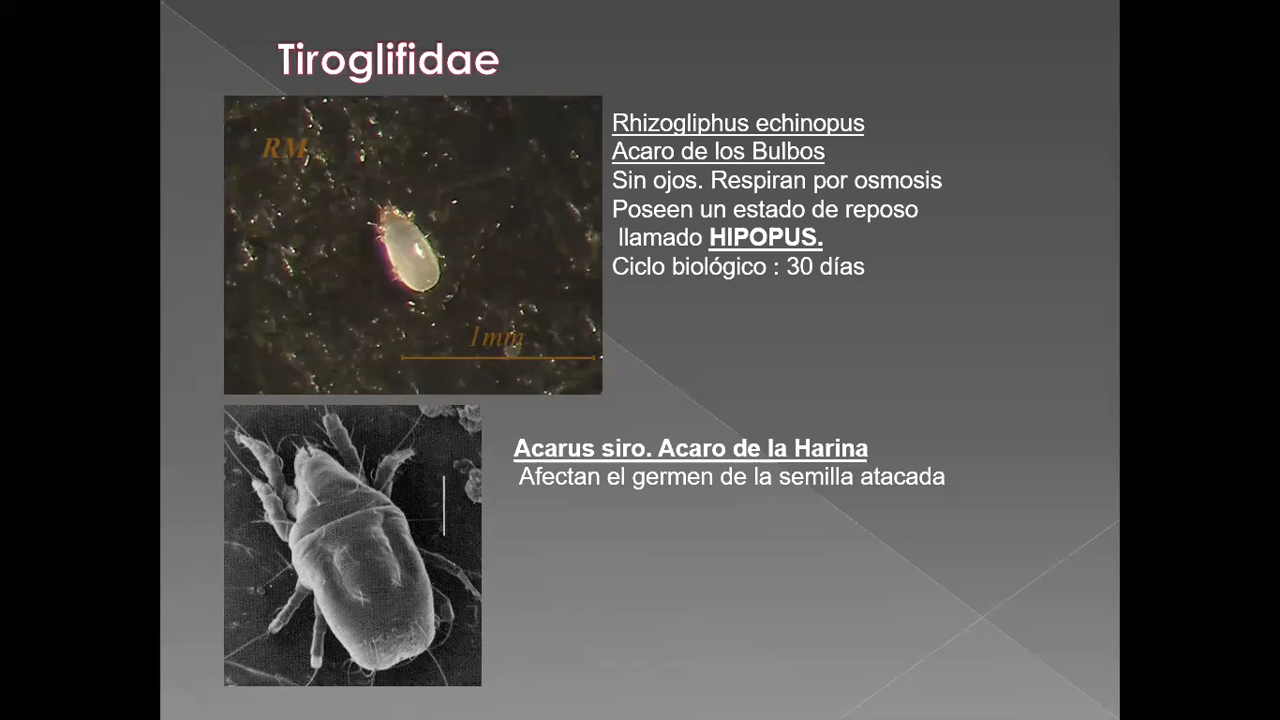 Tiroglifidae
RM
1mm
Rhizogliphus echinopus
Acaro de los Bulbos
Sin ojos. Respiran por osmosis
Poseen un estado de reposo
llamado HIPOPUS.
Ciclo biológico : 30 días
Acarus siro. Acaro de la Harina
Afectan el germen de la semilla atacada